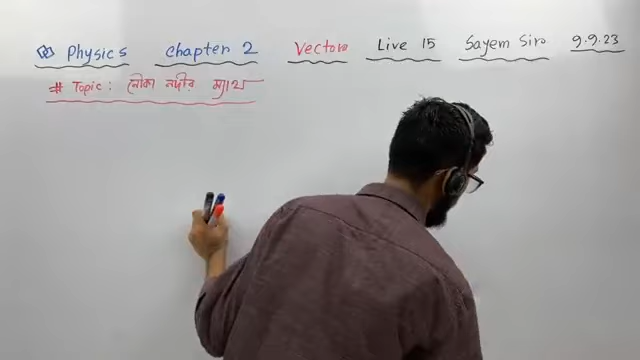 Physics chapter 2 Vector Live 15 Sayem Sir 9.9.23
# Topic: নৌকা নদীর ম্যাথ